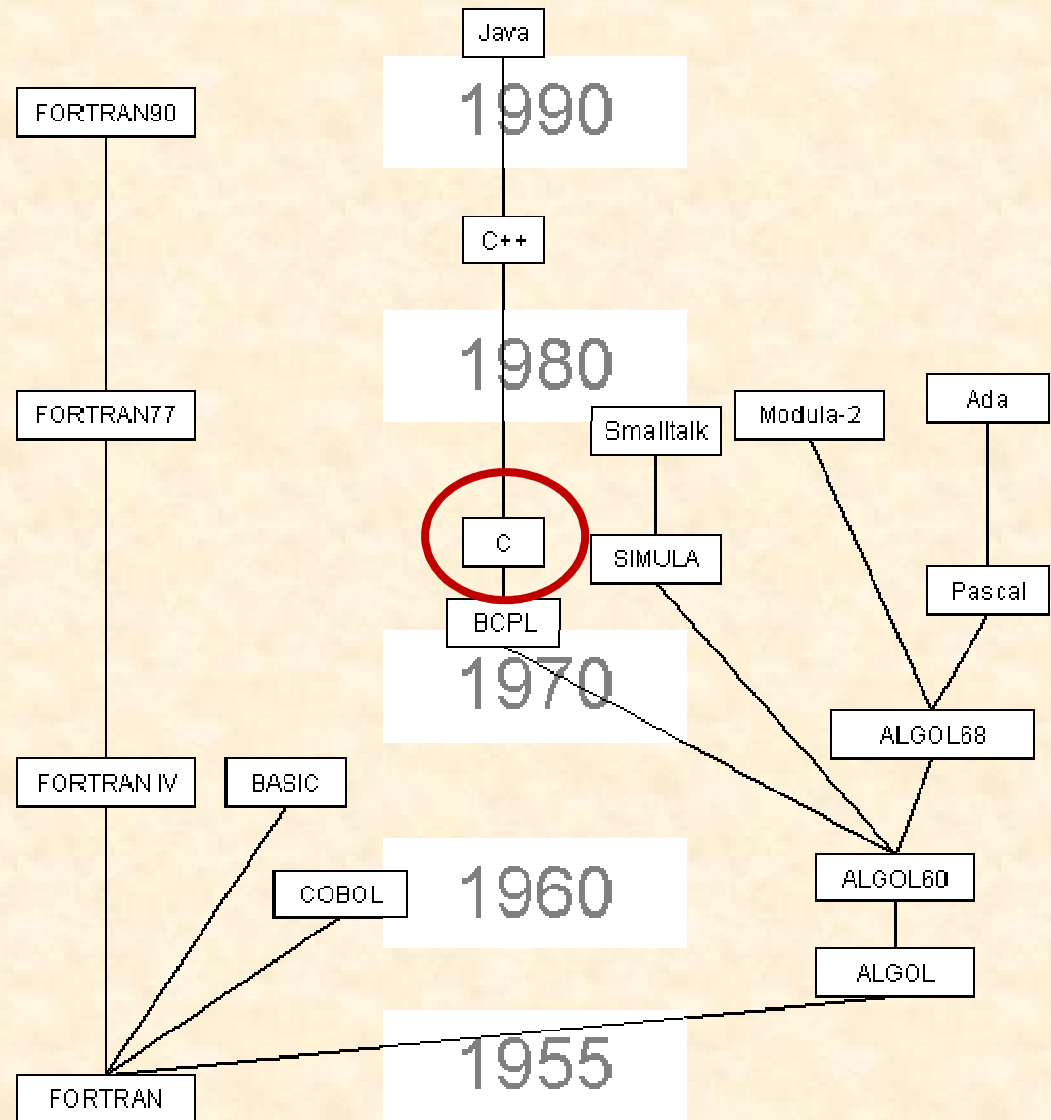 Java
1990
FORTRAN90
C++
1980
FORTRAN77
Smalltalk
Modula-2
Ada
C
SIMULA
Pascal
BCPL
1970
ALGOL68
FORTRAN IV
BASIC
COBOL
1960
ALGOL60
ALGOL
1955
FORTRAN